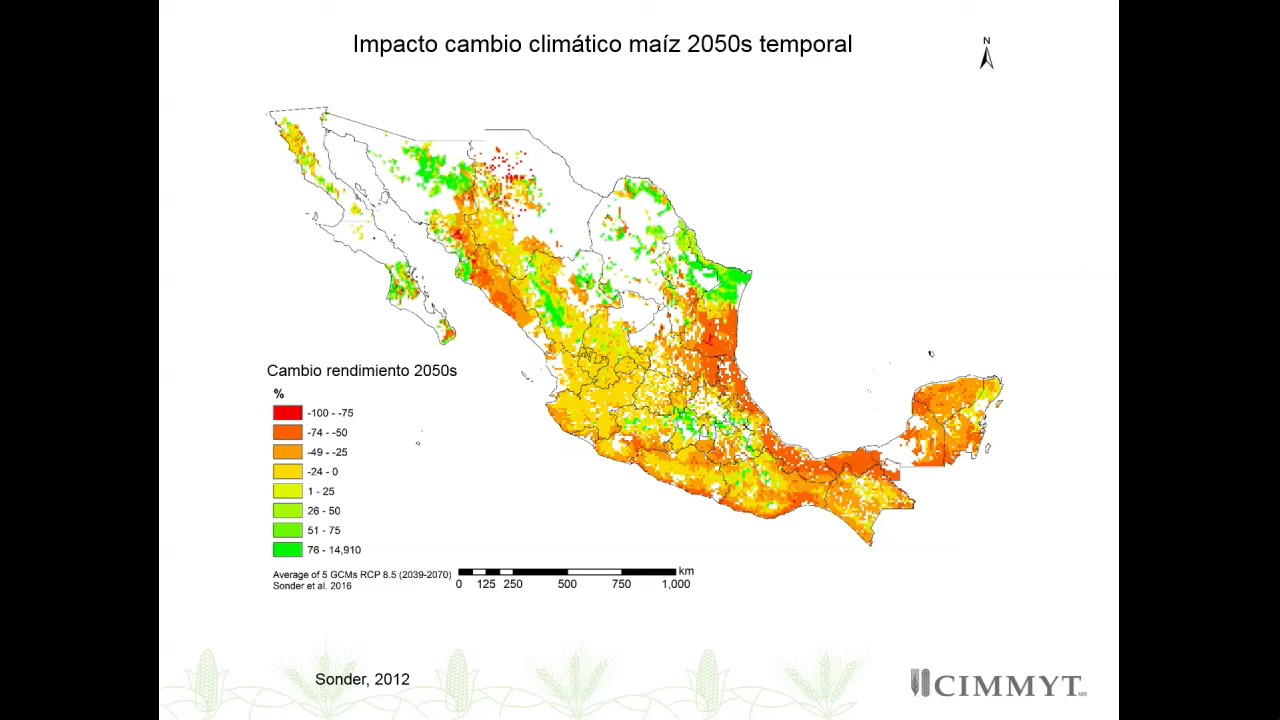 Impacto cambio climático maíz 2050s temporal
N
Cambio rendimiento 2050s
%
-100 - -75
-74 - -50
-49 - -25
-24 - 0
1 - 25
26 - 50
51 - 75
76 - 14,910
Average of 5 GCMs RCP 8.5 (2039-2070)
Sonder et al. 2016
km
0 125 250 500 750 1,000
Sonder, 2012
CIMMYT